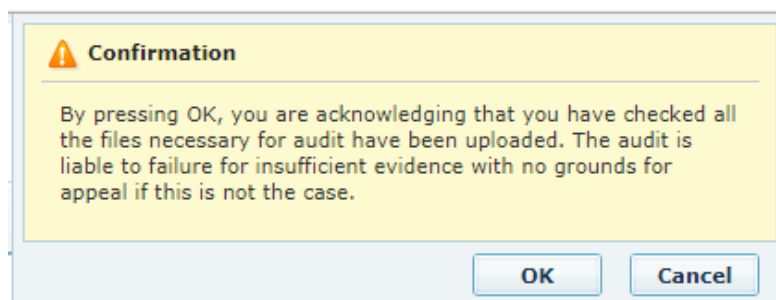 Confirmation
By pressing OK, you are acknowledging that you have checked all
the files necessary for audit have been uploaded. The audit is
liable to failure for insufficient evidence with no grounds for
appeal if this is not the case.
OK
Cancel